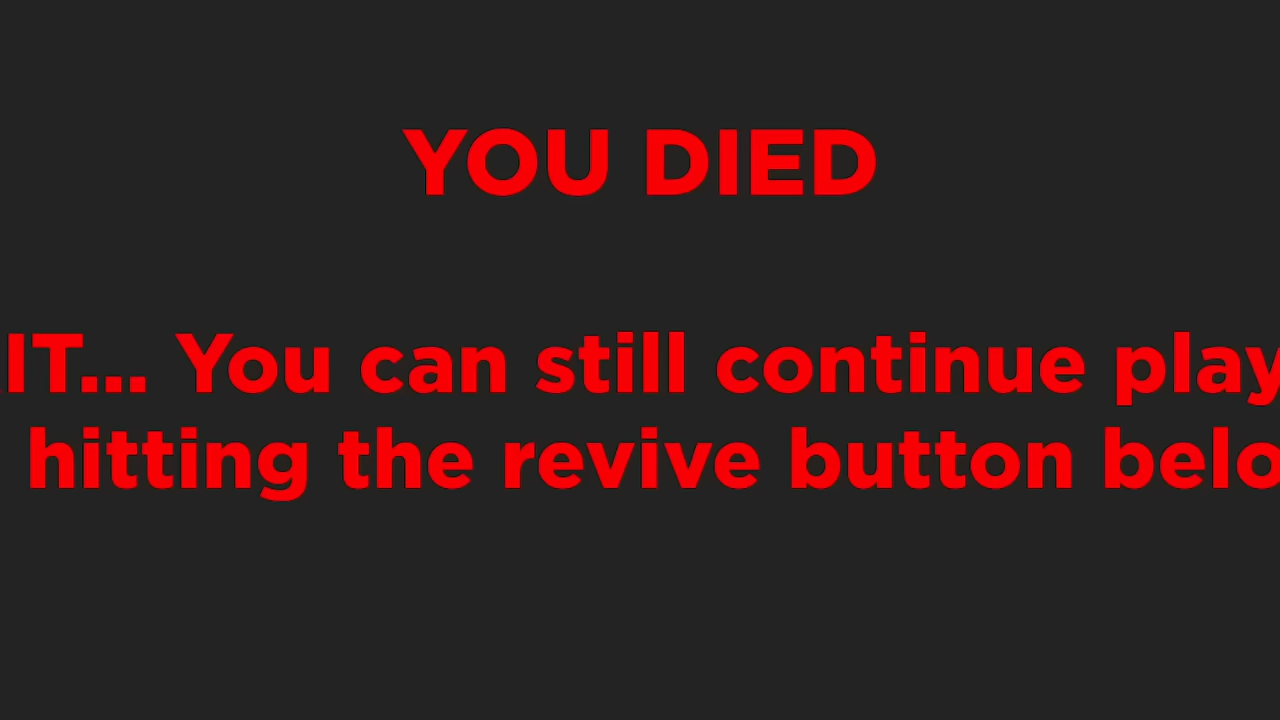 YOU DIED
IT... You can still continue play
hitting the revive button belo